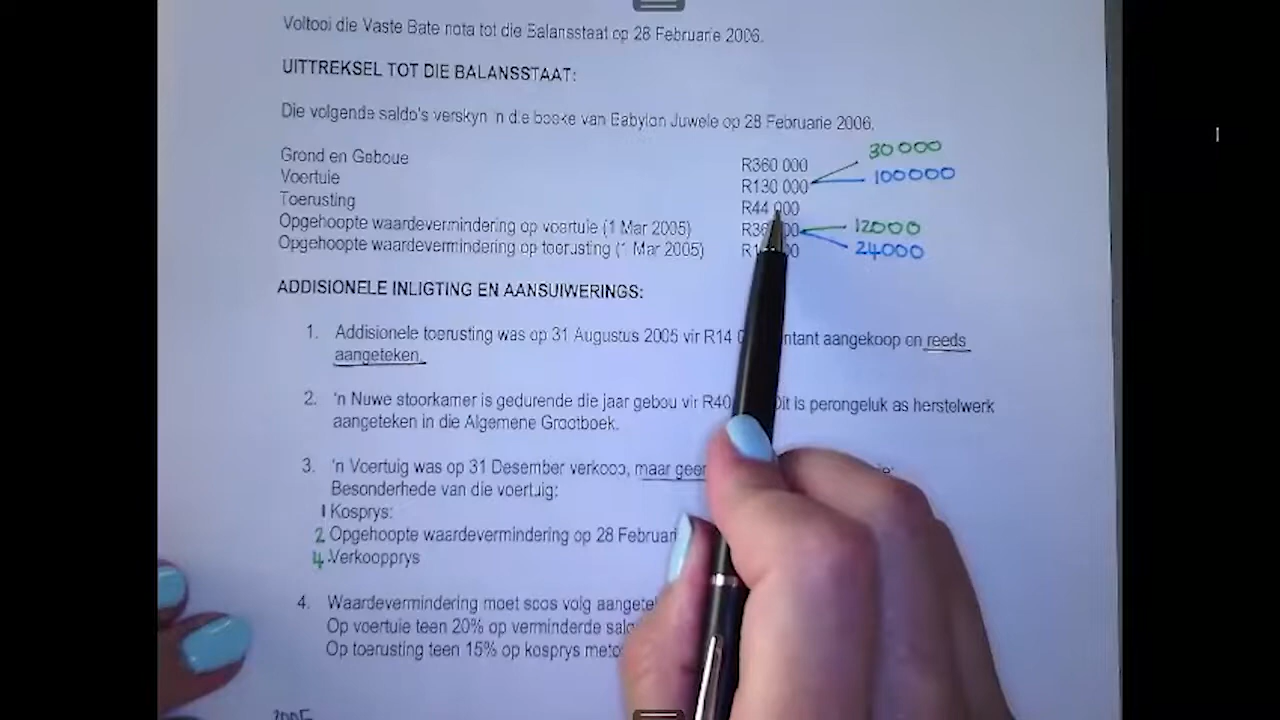 Voltooi die Vaste Bate nota tot die Balansstaat op 28 Februarie 2006.
UITTREKSEL TOT DIE BALANSSTAAT:
Die volgende saldo's verskyn in die boeke van Babylon Juwele op 28 Februarie 2006.
Grond en Geboue R360 000
30 000
Voertuie R130 000
100000
Toerusting R44 000
Opgehoopte waardevermindering op voertuie (1 Mar 2005)
12000
Opgehoopte waardevermindering op toerusting (1 Mar 2005)
24000
ADDISIONELE INLIGTING EN AANSUIWERINGS:
1. Addisionele toerusting was op 31 Augustus 2005 vir R14 aangekoop en reeds
aangeteken.
2. 'n Nuwe stoorkamer is gedurende die jaar gebou vir Dit is perongeluk as herstelwerk
aangeteken in die Algemene Grootboek.
3. 'n Voertuig was op 31 Desember verkoop, maar
Besonderhede van die voertuig:
1 Kosprys:
2 Opgehoopte waardevermindering op 28
4. Verkoopprys
4. Waardevermindering moet soos volg
Op voertuie teen 20% op verminderde
Op toerusting teen 15% op kosprys